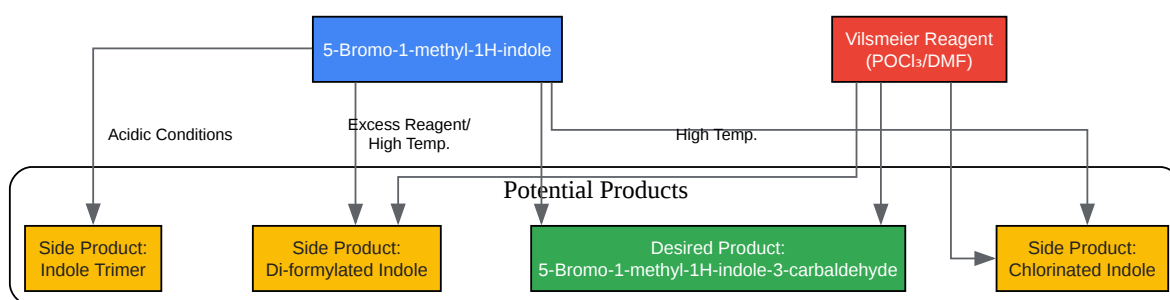 5-Bromo-1-methyl-1H-indole
Vilsmeier Reagent
(POCl₃/DMF)
Acidic Conditions
Excess Reagent/
High Temp.
High Temp.
Potential Products
Side Product:
Indole Trimer
Side Product:
Di-formylated Indole
Desired Product:
5-Bromo-1-methyl-1H-indole-3-carbaldehyde
Side Product:
Chlorinated Indole